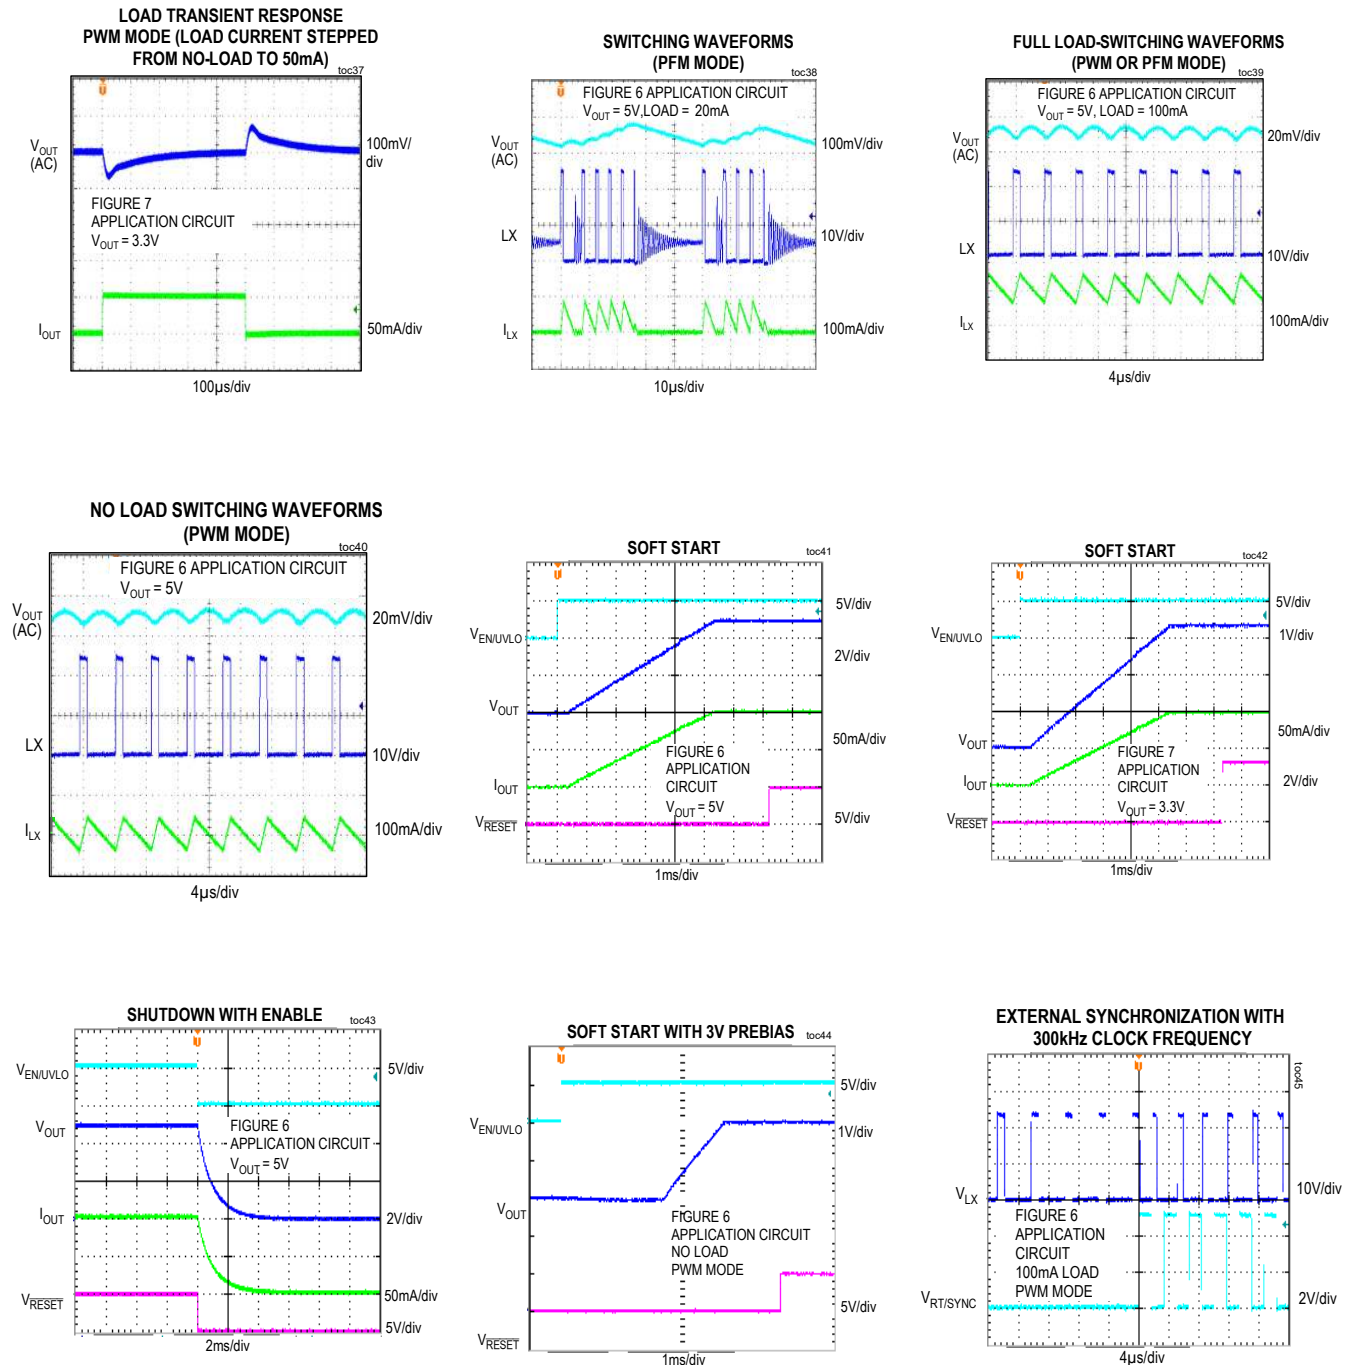 LOAD TRANSIENT RESPONSE
PWM MODE (LOAD CURRENT STEPPED
FROM NO-LOAD TO 50mA)
toc37
VOUT
(AC)
100mV/
div
FIGURE 7
APPLICATION CIRCUIT
VOUT = 3.3V
IOUT
50mA/div
100µs/div
SWITCHING WAVEFORMS
(PFM MODE)
toc38
FIGURE 6 APPLICATION CIRCUIT
VOUT = 5V,LOAD = 20mA
VOUT
(AC)
100mV/div
LX
10V/div
ILX
100mA/div
10µs/div
FULL LOAD-SWITCHING WAVEFORMS
(PWM OR PFM MODE)
toc39
FIGURE 6 APPLICATION CIRCUIT
VOUT = 5V, LOAD = 100mA
VOUT
(AC)
20mV/div
LX
10V/div
ILX
100mA/div
4µs/div
NO LOAD SWITCHING WAVEFORMS
(PWM MODE)
toc40
FIGURE 6 APPLICATION CIRCUIT
VOUT = 5V
VOUT
(AC)
20mV/div
LX
10V/div
ILX
100mA/div
4µs/div
SOFT START
toc41
5V/div
VEN/UVLO
2V/div
VOUT
50mA/div
FIGURE 6
APPLICATION
CIRCUIT
VOUT = 5V
IOUT
VRESET
5V/div
1ms/div
SOFT START
toc42
5V/div
VEN/UVLO
1V/div
VOUT
50mA/div
FIGURE 7
APPLICATION
CIRCUIT
VOUT = 3.3V
IOUT
2V/div
VRESET
1ms/div
SHUTDOWN WITH ENABLE
toc43
VEN/UVLO
5V/div
VOUT
FIGURE 6
APPLICATION CIRCUIT
VOUT = 5V
IOUT
2V/div
VRESET
50mA/div
5V/div
2ms/div
SOFT START WITH 3V PREBIAS
toc44
5V/div
VEN/UVLO
1V/div
VOUT
FIGURE 6
APPLICATION CIRCUIT
NO LOAD
PWM MODE
5V/div
VRESET
1ms/div
EXTERNAL SYNCHRONIZATION WITH
300kHz CLOCK FREQUENCY
toc45
VLX
10V/div
FIGURE 6
APPLICATION
CIRCUIT
100mA LOAD
PWM MODE
VRT/SYNC
2V/div
4µs/div